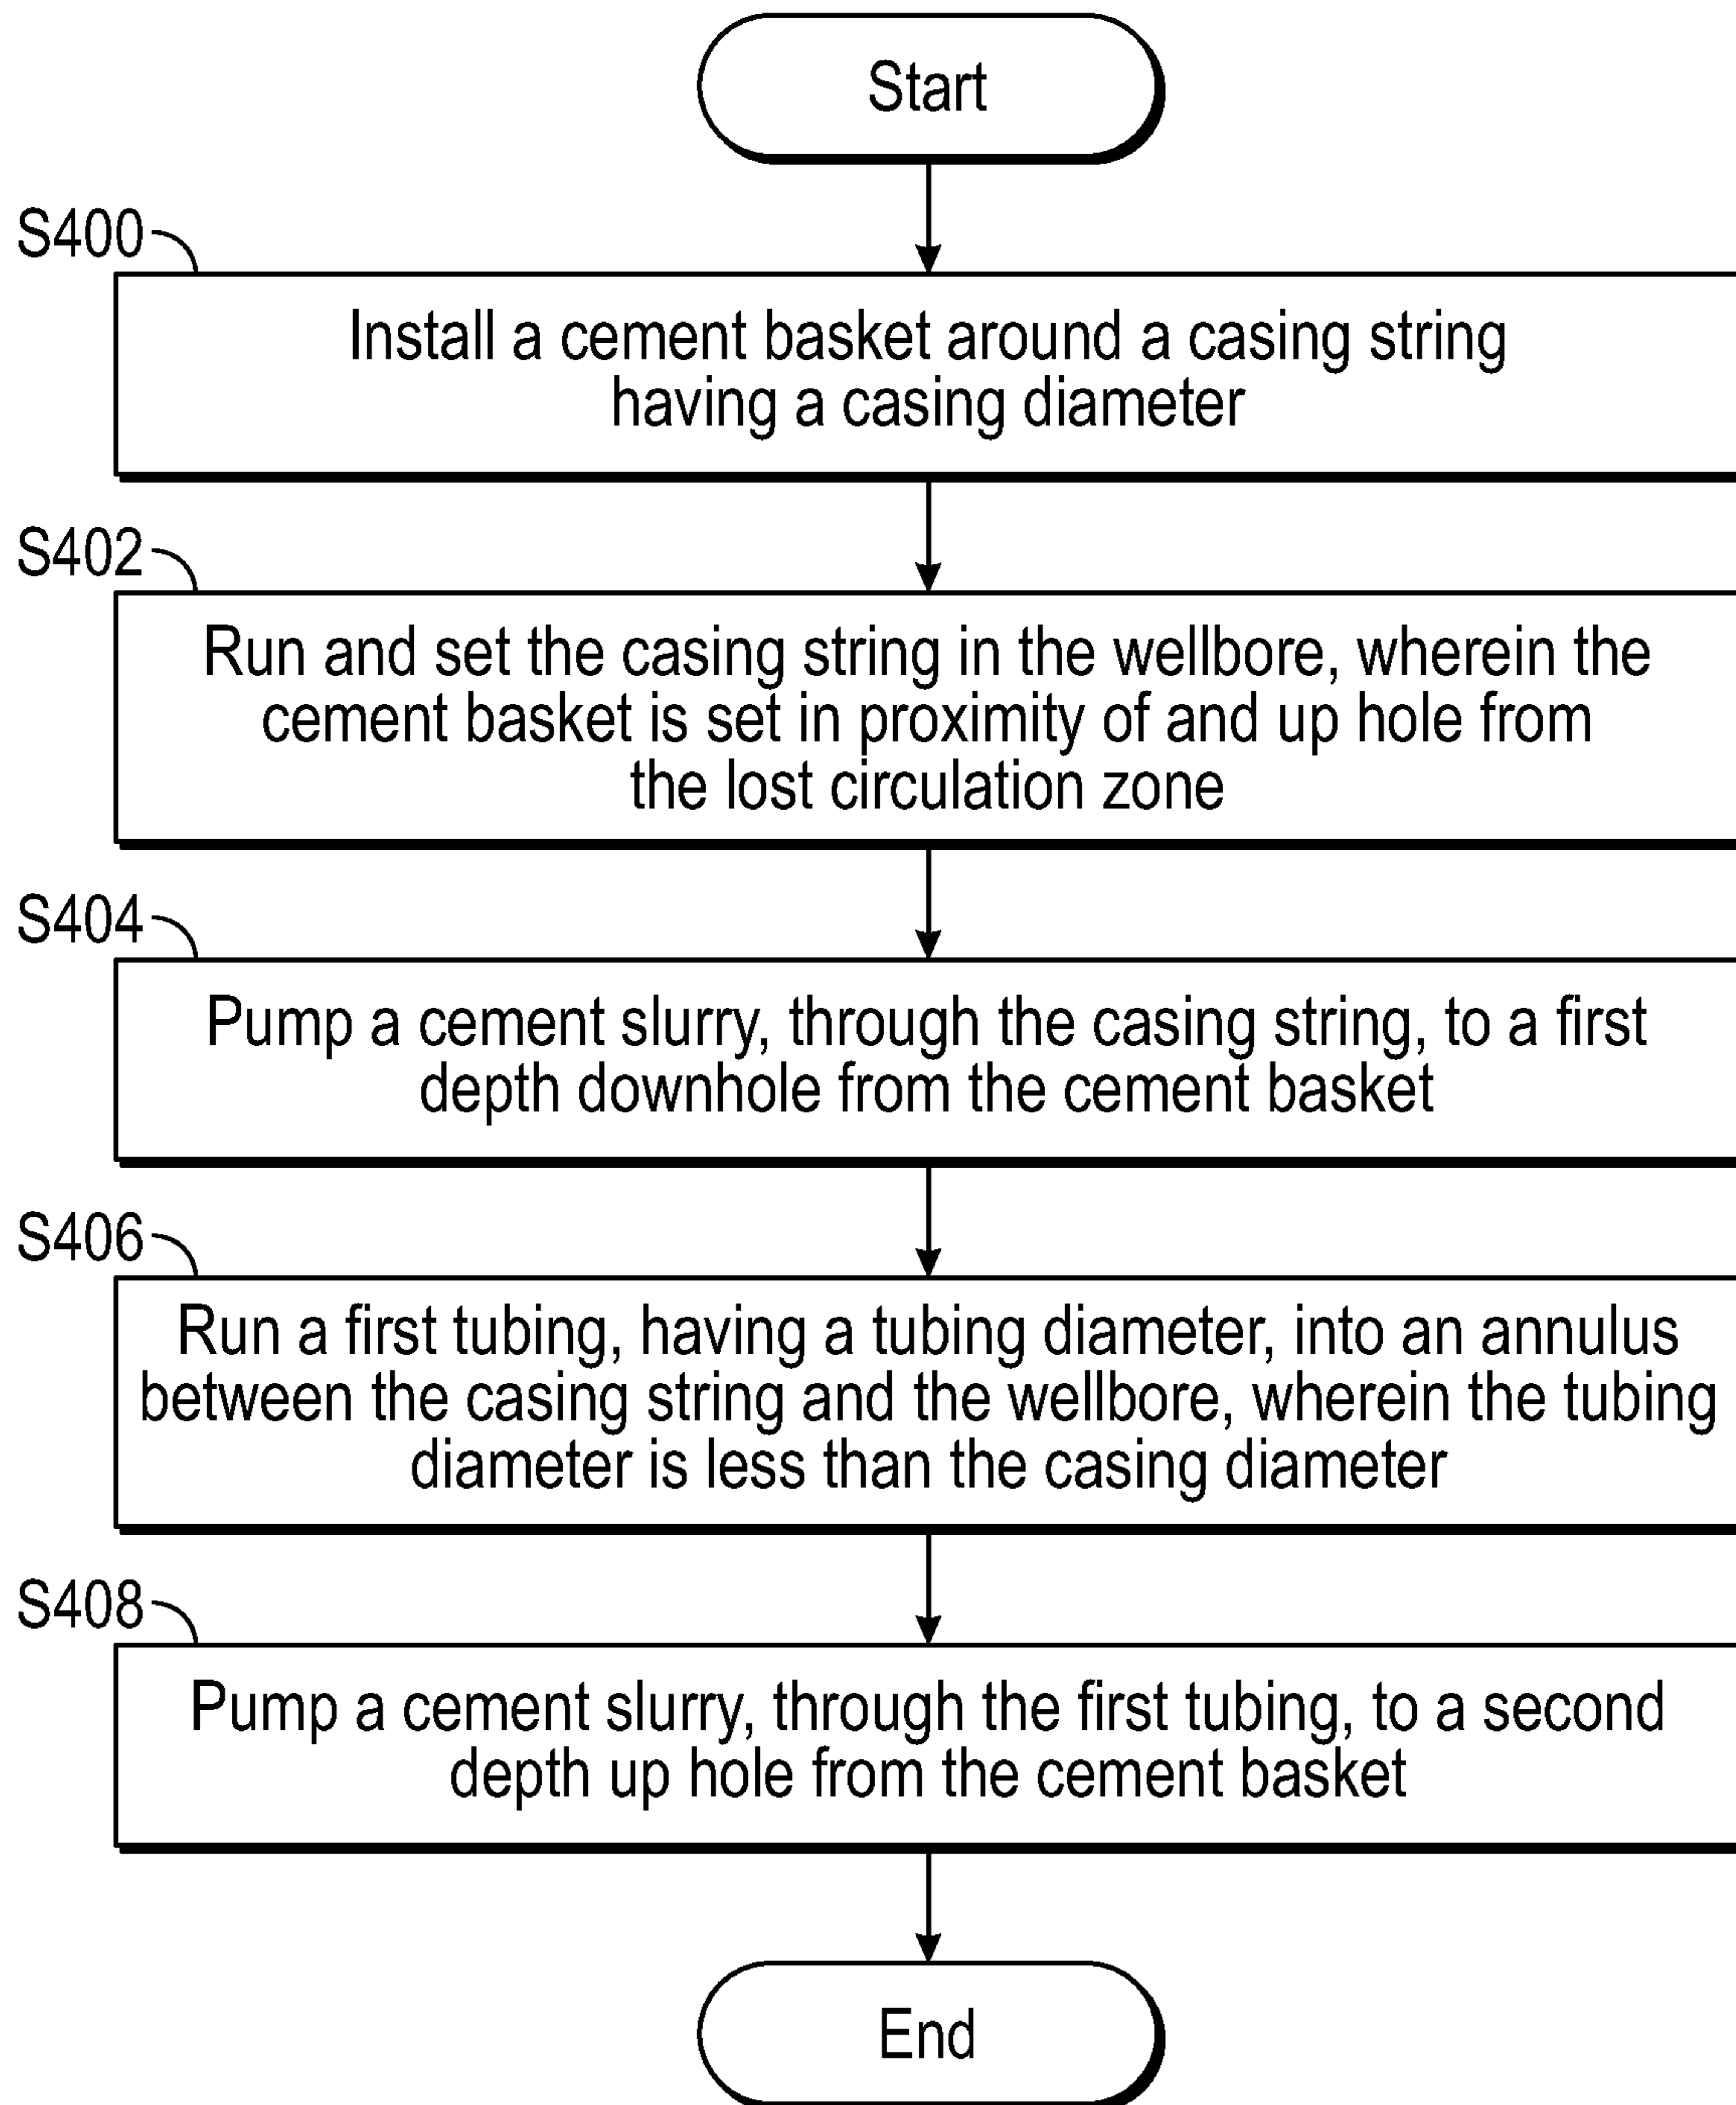 Start
S400
Install a cement basket around a casing string
having a casing diameter
S402
Run and set the casing string in the wellbore, wherein the
cement basket is set in proximity of and up hole from
the lost circulation zone
S404
Pump a cement slurry, through the casing string, to a first
depth downhole from the cement basket
S406
Run a first tubing, having a tubing diameter, into an annulus
between the casing string and the wellbore, wherein the tubing
diameter is less than the casing diameter
S408
Pump a cement slurry, through the first tubing, to a second
depth up hole from the cement basket
End